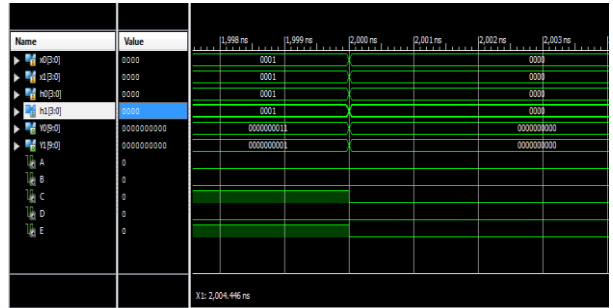 Name Value 1,998 ns 1,999 ns 2,000 ns 2,001 ns 2,002 ns 2,003 ns
x0[3:0] 0000 0001 0000
x1[3:0] 0000 0001 0000
h0[3:0] 0000 0001 0000
h1[3:0] 0000 0001 0000
Y0[9:0] 0000000000 0000000011 0000000000
Y1[9:0] 0000000000 0000000001 0000000000
A 0
B 0
C 0
D 0
E 0
X1: 2,004.446 ns